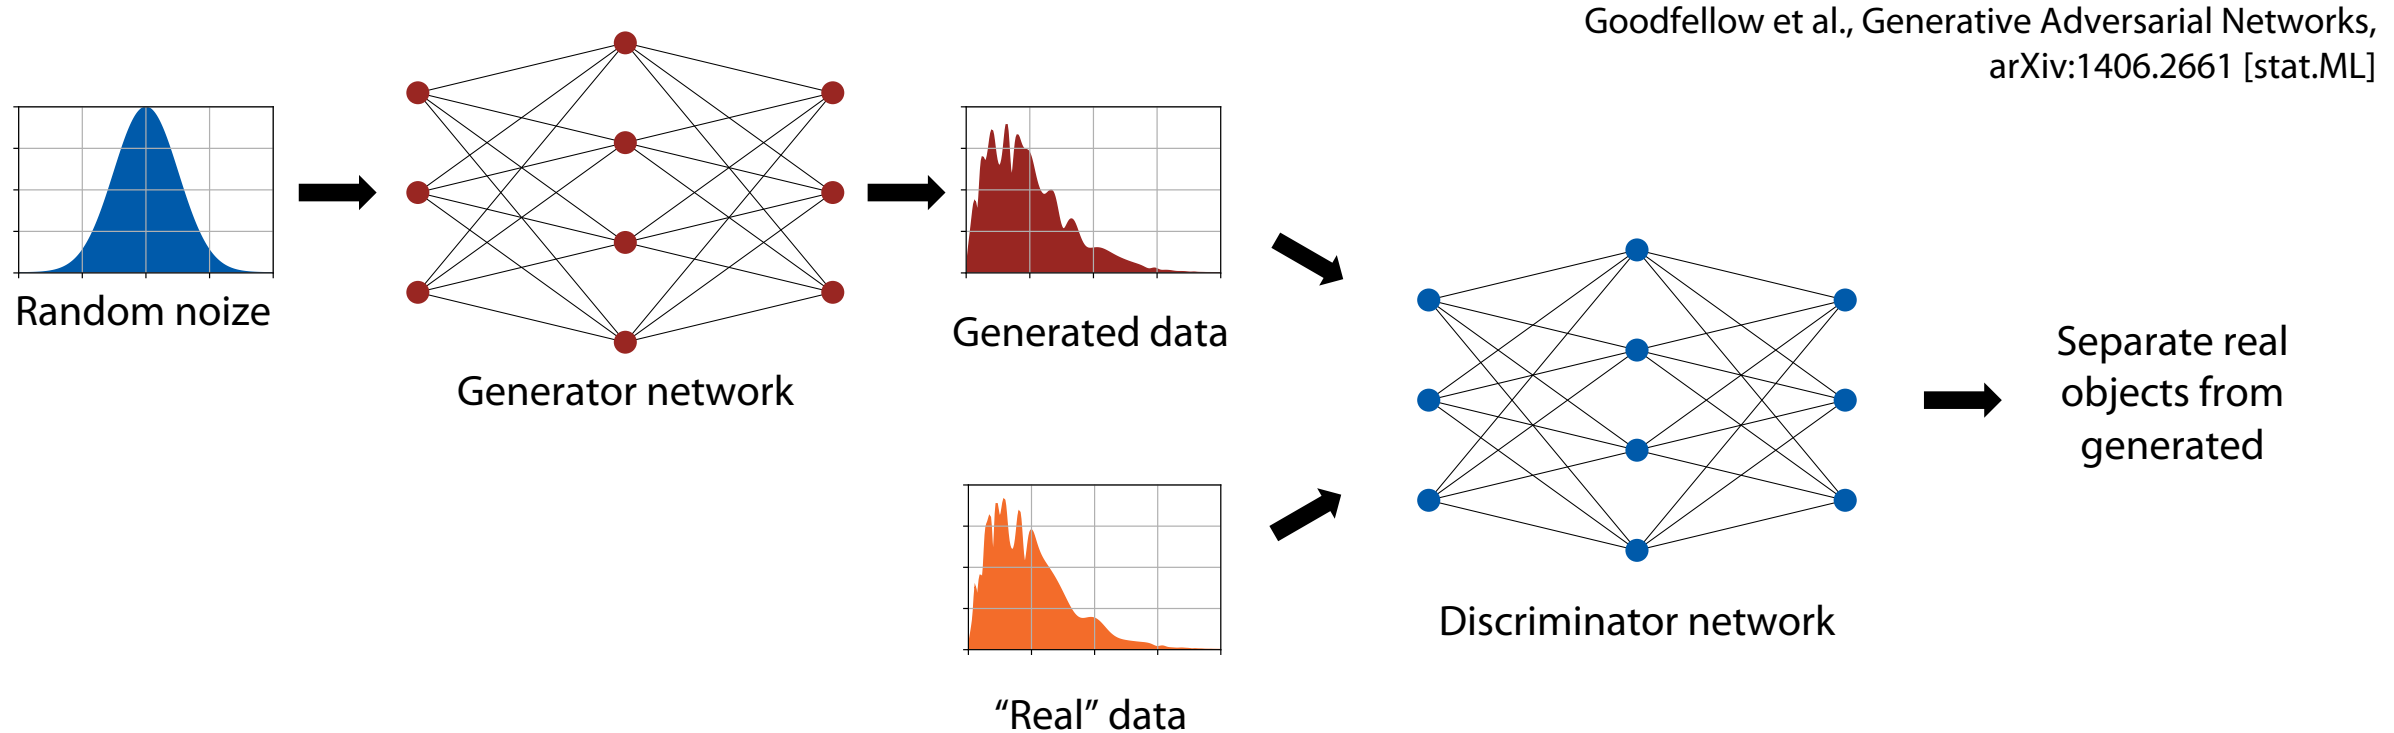 Goodfellow et al., Generative Adversarial Networks,
arXiv:1406.2661 [stat.ML]
Random noize
Generator network
Generated data
“Real” data
Discriminator network
Separate real
objects from
generated